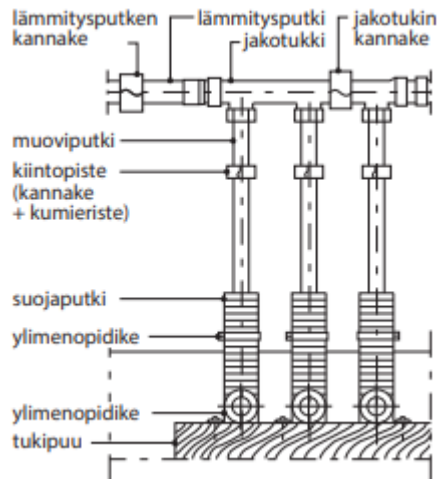 lämmitysputken
kannake
lämmitysputki
jakotukki
jakotukin
kannake
muoviputki
kiintopiste
(kannake
+ kumieriste)
suojaputki
ylimenopidike
ylimenopidike
tukipuu